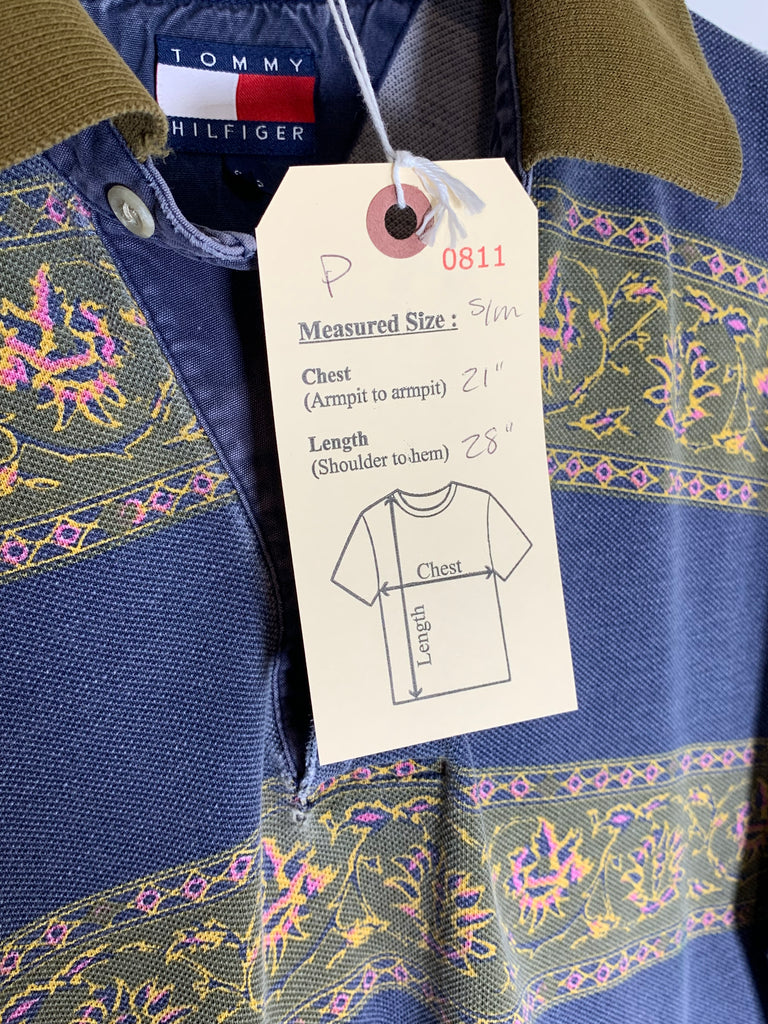 TOMMY
HILFIGER
0811
P
Measured Size : s/m
Chest
(Armpit to armpit) 21"
Length
(Shoulder to hem) 28"
Chest
Length